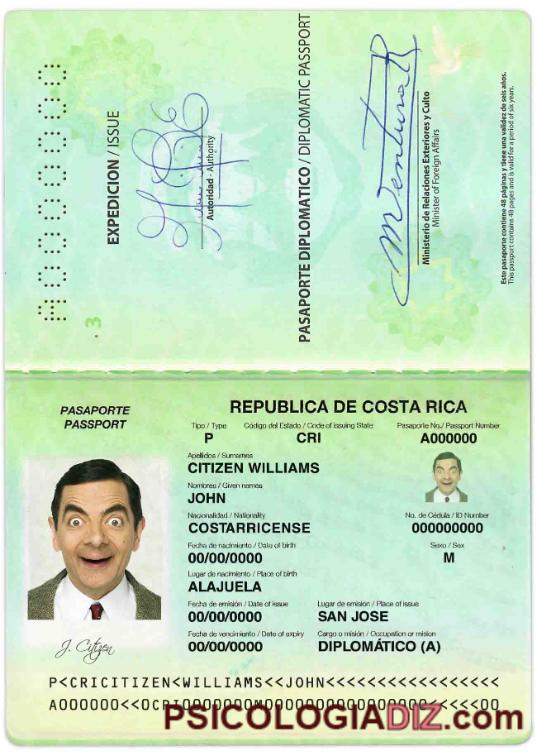 A000000
3
EXPEDICION / ISSUE
Autoridad - Authority
PASAPORTE DIPLOMATICO / DIPLOMATIC PASSPORT
Ministerio de Relaciones Exteriores y Culto
Minister of Foreign Affairs
Este pasaporte contiene 48 páginas y tiene una validez de seis años.
This passport contains 48 pages and is valid for a period of six years.
PASAPORTE
PASSPORT
REPUBLICA DE COSTA RICA
Tipo / Type Código del Estado / Code of issuing State Pasaporte No./ Passport Number
P CRI A000000
Apellidos / Surnames
CITIZEN WILLIAMS
Nombres / Given names
JOHN
Nacionalidad / Nationality No. de Cédula / ID Number
COSTARRICENSE 000000000
Fecha de nacimiento / Date of birth Sexo / Sex
00/00/0000 M
Lugar de nacimiento / Place of birth
ALAJUELA
Fecha de emisión / Date of issue Lugar de emisión / Place of issue
00/00/0000 SAN JOSE
Fecha de vencimiento / Date of expiry Cargo o misión / Occupation or mision
00/00/0000 DIPLOMÁTICO (A)
J. Citizen
P<CRICITIZEN<WILLIAMS<<JOHN<<<<<<<<<<<<<<<<<
PSICOLOGIADIZ.com